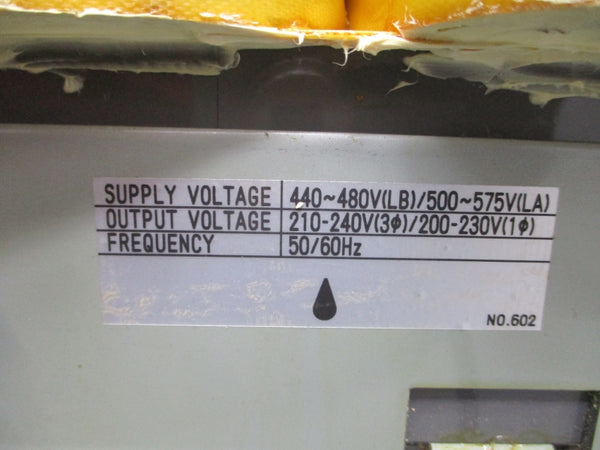 SUPPLY VOLTAGE 440~480V(LB)/500~575V(LA)
OUTPUT VOLTAGE 210-240V(3ϕ)/200-230V(1ϕ)
FREQUENCY 50/60Hz
NO.602